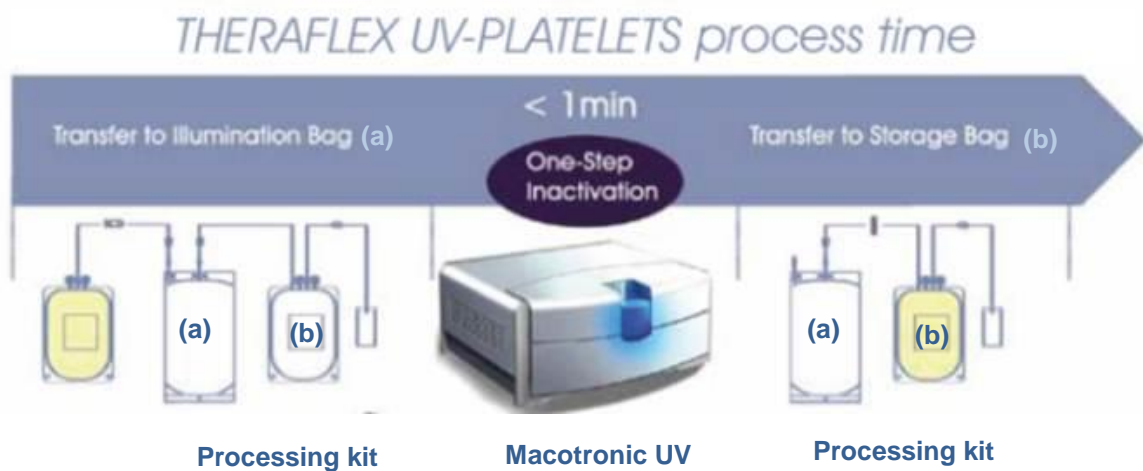 THERAFLEX UV-PLATELETS process time
< 1min
Transfer to Illumination Bag (a)
One-Step
Inactivation
Transfer to Storage Bag (b)
(a)
(b)
(a)
(b)
Processing kit
Macotronic UV
Processing kit